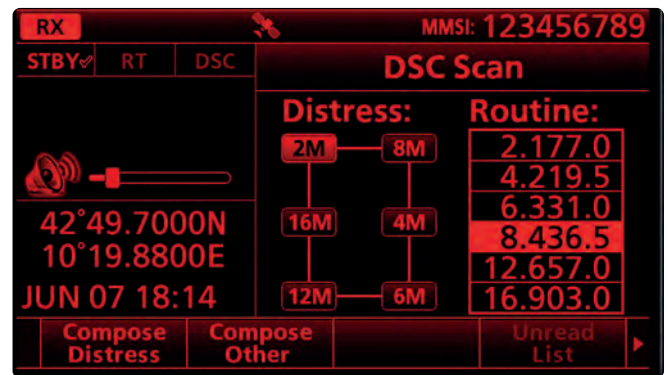 RX
MMSI: 123456789
STBY RT DSC
DSC Scan
Distress:
2M 8M
16M 4M
12M 6M
Routine:
2.177.0
4.219.5
6.331.0
8.436.5
12.657.0
16.903.0
42°49.7000N
10°19.8800E
JUN 07 18:14
Compose Distress
Compose Other
Unread List